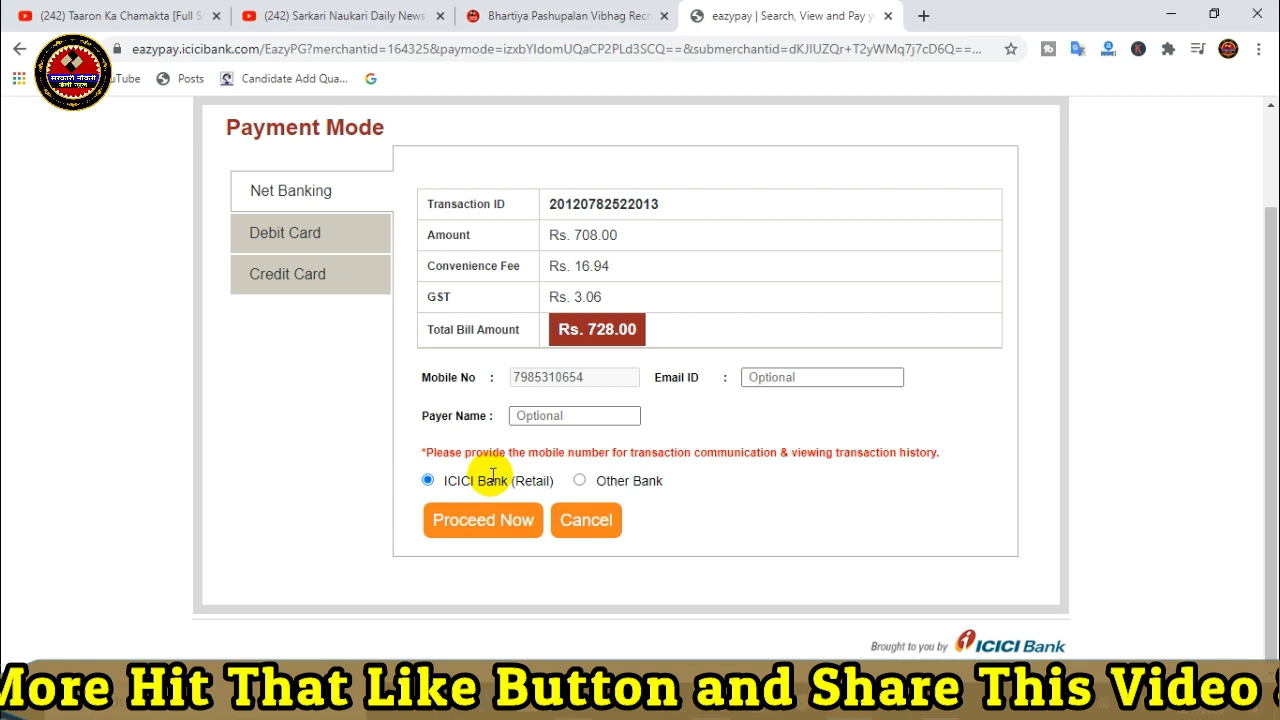 (242) Taaron Ka Chamakta [Full S
(242) Sarkari Naukari Daily News
Bhartiya Pashupalan Vibhag Recr
eazypay | Search, View and Pay y
eazypay.icicibank.com/EazyPG?merchantid=164325&paymode=izxbYIdomUQaCP2PLd3SCQ==&submerchantid=dKJIUZQr+T2yWMq7j7cD6Q==...
सरकारी नौकरी
डेली न्यूज
uTube
Posts
Candidate Add Qua...
Payment Mode
Net Banking
Debit Card
Credit Card
Transaction ID 20120782522013
Amount Rs. 708.00
Convenience Fee Rs. 16.94
GST Rs. 3.06
Total Bill Amount Rs. 728.00
Mobile No : 7985310654 Email ID : Optional
Payer Name : Optional
*Please provide the mobile number for transaction communication & viewing transaction history.
ICICI Bank (Retail) Other Bank
Proceed Now Cancel
Brought to you by ICICI Bank
More Hit That Like Button and Share This Video